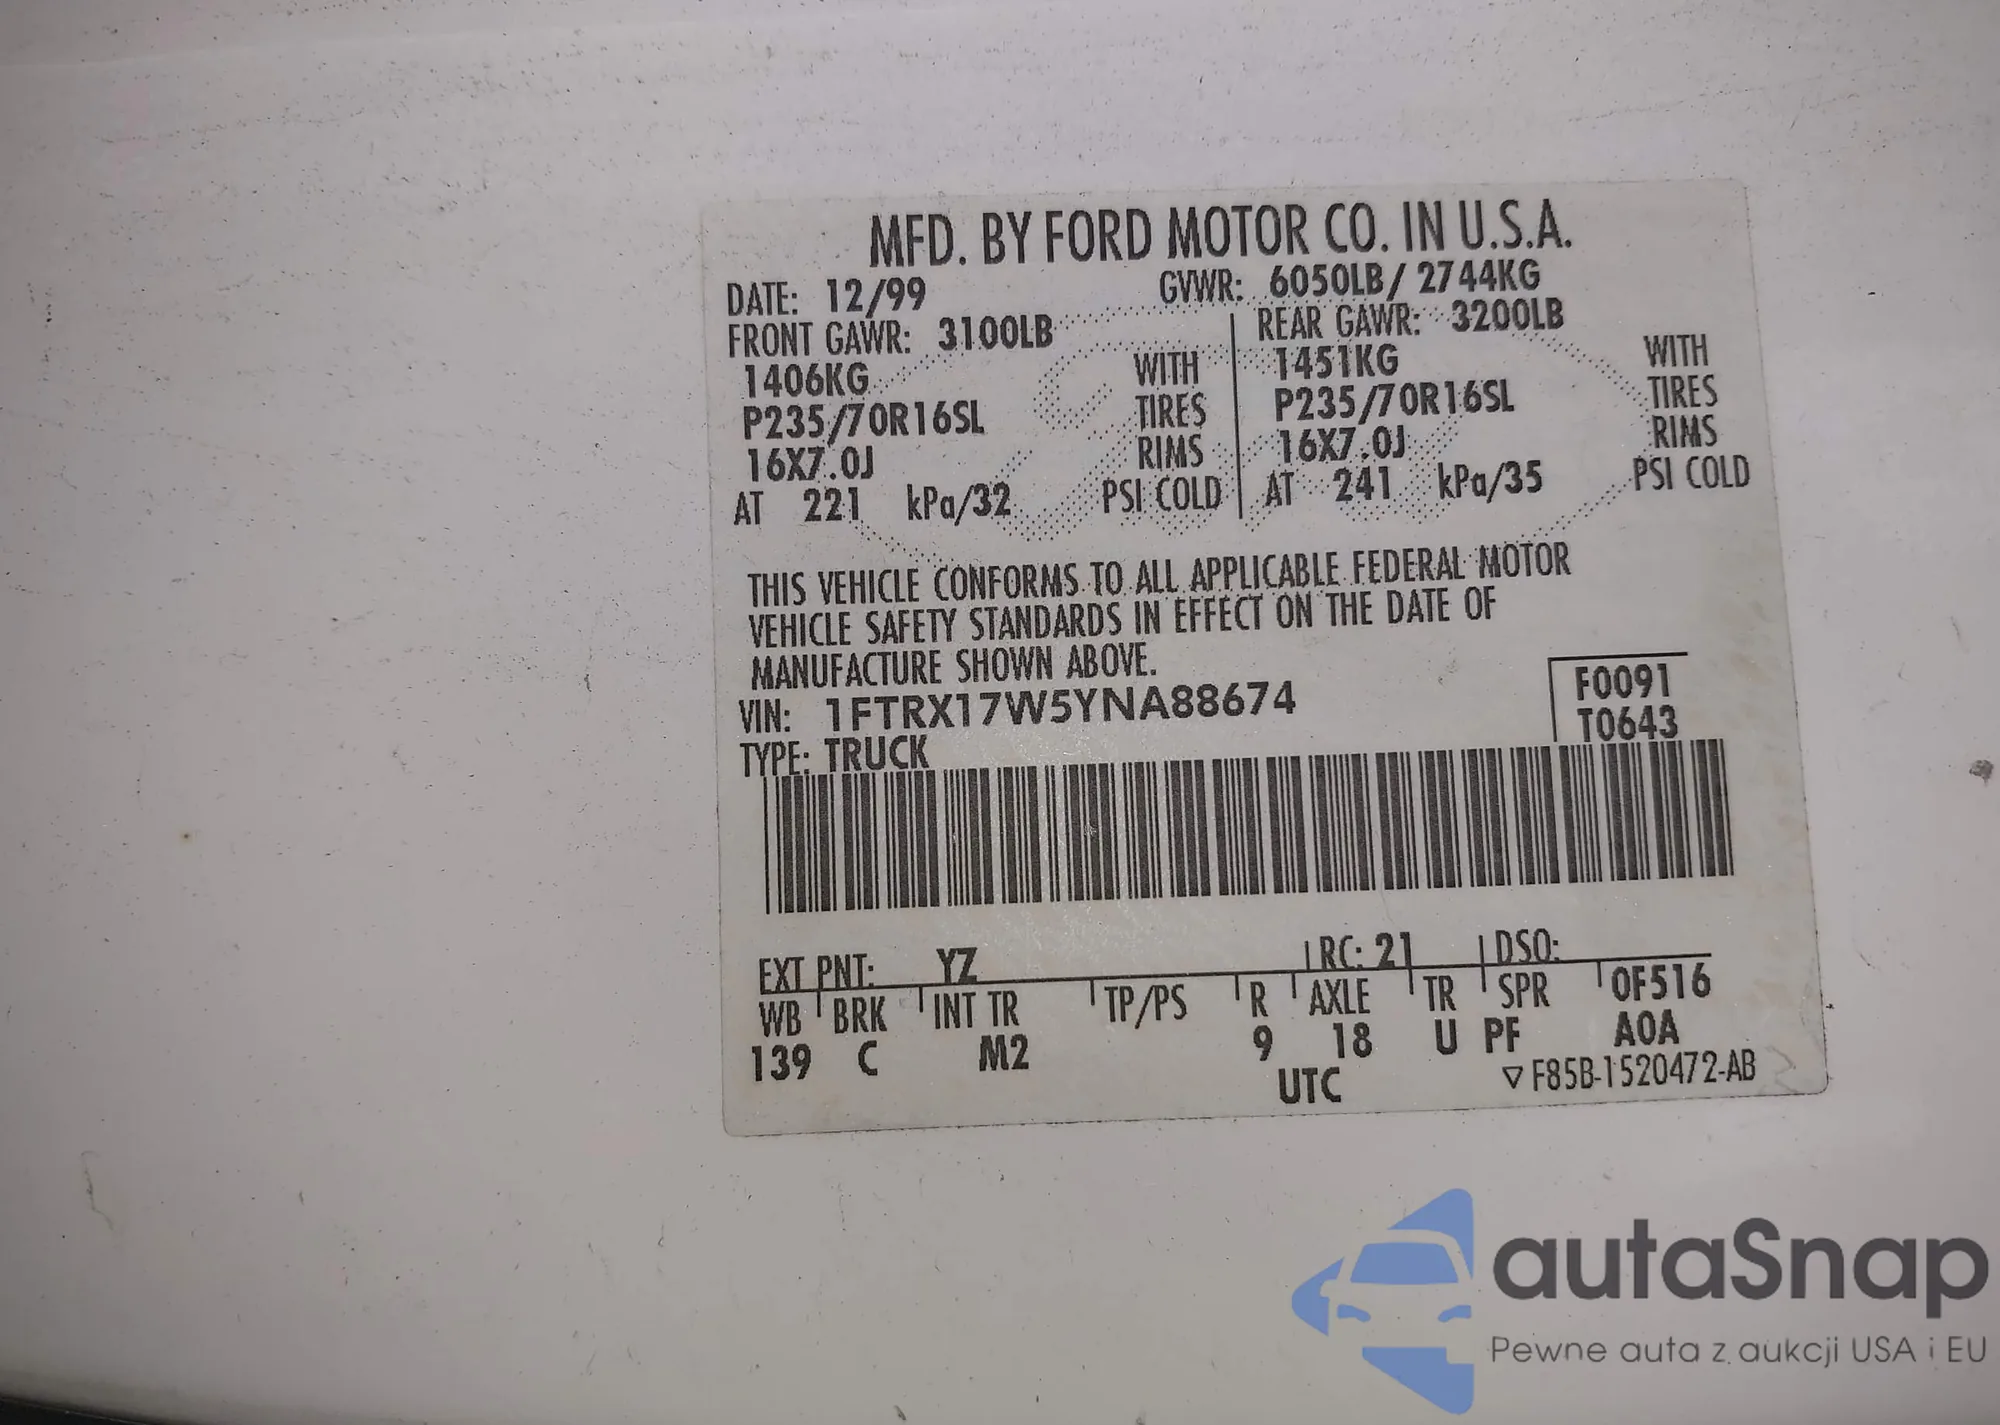 MFD. BY FORD MOTOR CO. IN U.S.A.
DATE: 12/99 GVWR: 6050LB/ 2744KG
FRONT GAWR: 3100LB REAR GAWR: 3200LB
1406KG WITH 1451KG WITH
P235/70R16SL TIRES P235/70R16SL TIRES
16X7.0J RIMS 16X7.0J RIMS
AT 221 kPa/32 PSI COLD AT 241 kPa/35 PSI COLD
THIS VEHICLE CONFORMS TO ALL APPLICABLE FEDERAL MOTOR
VEHICLE SAFETY STANDARDS IN EFFECT ON THE DATE OF
MANUFACTURE SHOWN ABOVE.
F0091
VIN: 1FTRX17W5YNA88674
T0643
TYPE: TRUCK
EXT PNT: YZ RC: 21 DSO:
WB BRK INT TR TP/PS R AXLE TR SPR 0F516
139 C M2 9 18 U PF A0A
UTC ▽ F85B-1520472-AB
autaSnap
Pewne auta z aukcji USA i EU